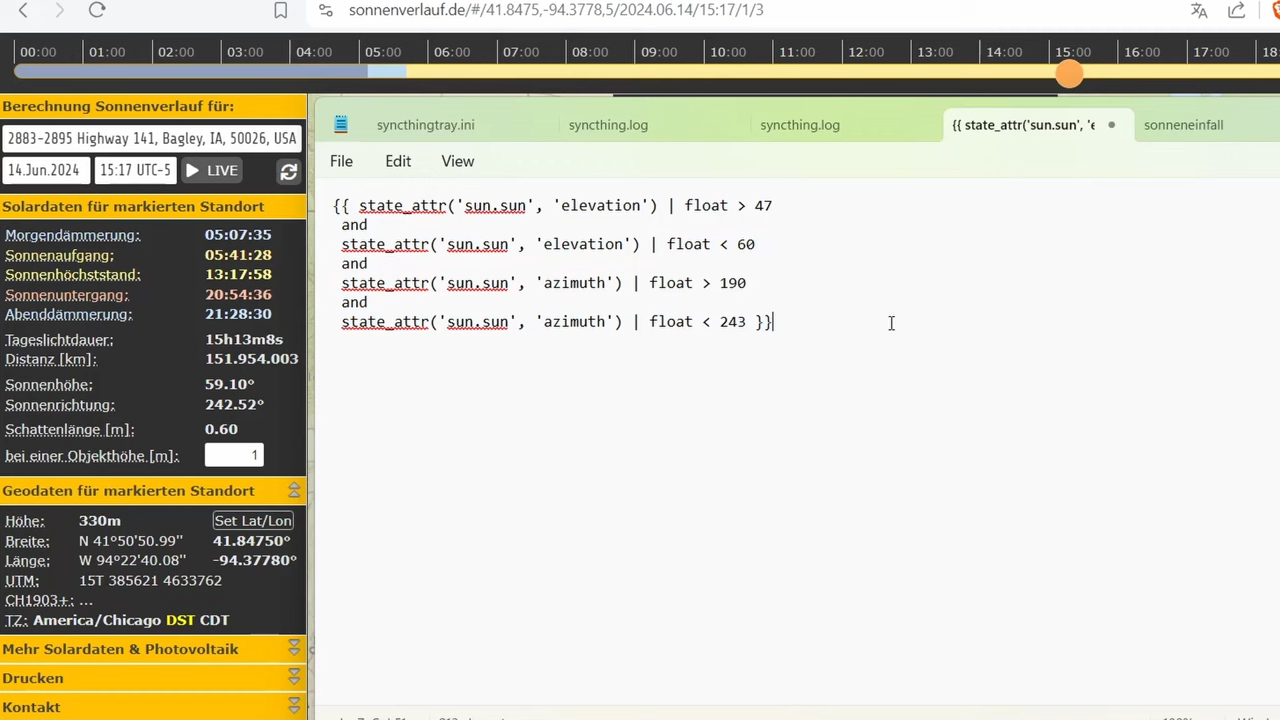 sonnenverlauf.de/#/41.8475,-94.3778,5/2024.06.14/15:17/1/3
00:00 01:00 02:00 03:00 04:00 05:00 06:00 07:00 08:00 09:00 10:00 11:00 12:00 13:00 14:00 15:00 16:00 17:00 18:
Berechnung Sonnenverlauf für:
2883-2895 Highway 141, Bagley, IA, 50026, USA
14.Jun.2024 15:17 UTC-5 LIVE
Solardaten für markierten Standort
Morgendämmerung: 05:07:35
Sonnenaufgang: 05:41:28
Sonnenhöchststand: 13:17:58
Sonnenuntergang: 20:54:36
Abenddämmerung: 21:28:30
Tageslichtdauer: 15h13m8s
Distanz [km]: 151.954.003
Sonnenhöhe: 59.10°
Sonnenrichtung: 242.52°
Schattenlänge [m]: 0.60
bei einer Objekthöhe [m]: 1
Geodaten für markierten Standort
Höhe: 330m Set Lat/Lon
Breite: N 41°50'50.99'' 41.84750°
Länge: W 94°22'40.08'' -94.37780°
UTM: 15T 385621 4633762
CH1903+: ...
TZ: America/Chicago DST CDT
Mehr Solardaten & Photovoltaik
Drucken
Kontakt
syncthingtray.ini syncthing.log syncthing.log {{ state_attr('sun.sun', 'e sonneneinfall
File Edit View
{{ state_attr('sun.sun', 'elevation') | float > 47
and
state_attr('sun.sun', 'elevation') | float < 60
and
state_attr('sun.sun', 'azimuth') | float > 190
and
state_attr('sun.sun', 'azimuth') | float < 243 }}